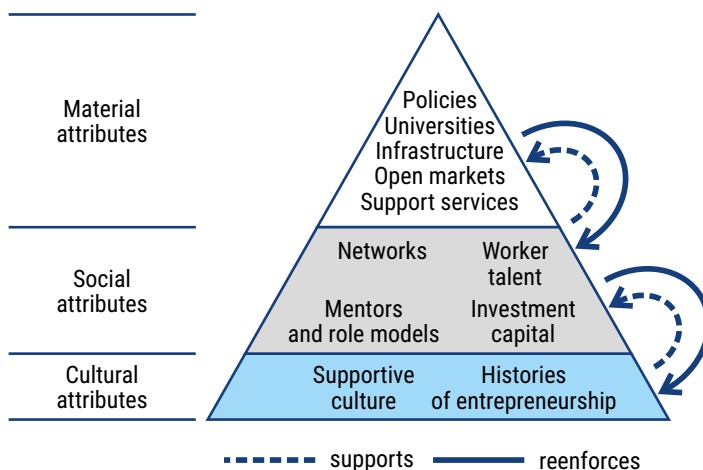 Material
attributes
Policies
Universities
Infrastructure
Open markets
Support services
Social
attributes
Networks
Worker
talent
Mentors
and role models
Investment
capital
Cultural
attributes
Supportive
culture
Histories
of entrepreneurship
supports
reenforces